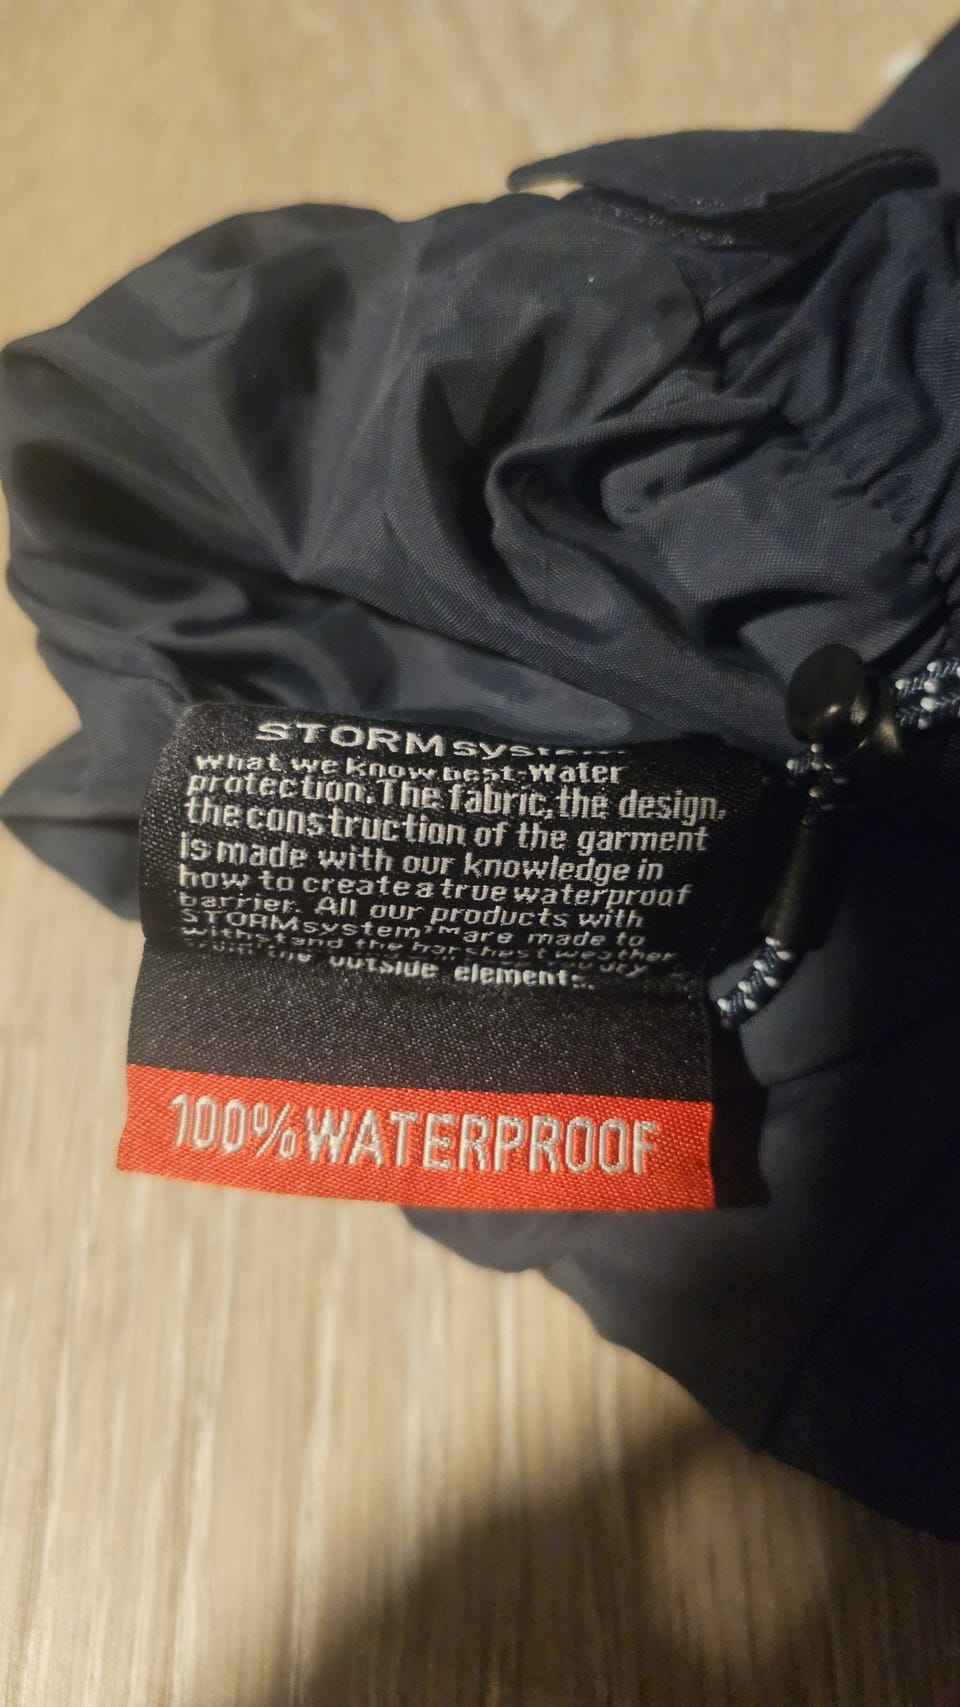 STORMsystem
what we know best-Water
protection.The fabric,the design,
the construction of the garment
is made with our knowledge in
how to create a true waterproof
barrier. All our products with
STORMsystem™are made to
withstand the harshest weather
dry
from the outside elements.
100%WATERPROOF